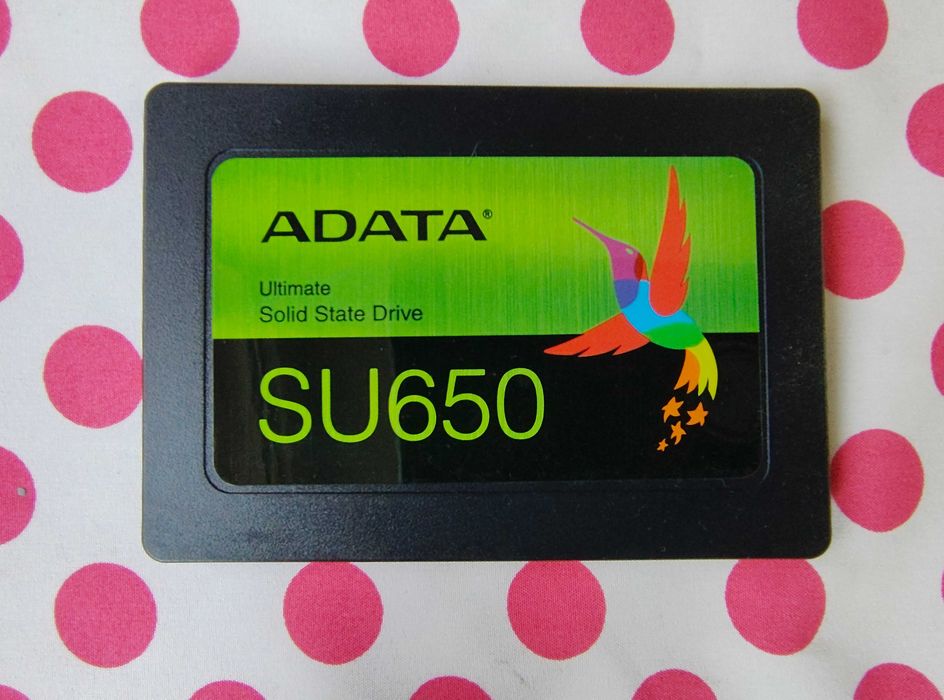 ADATA®
Ultimate
Solid State Drive
SU650